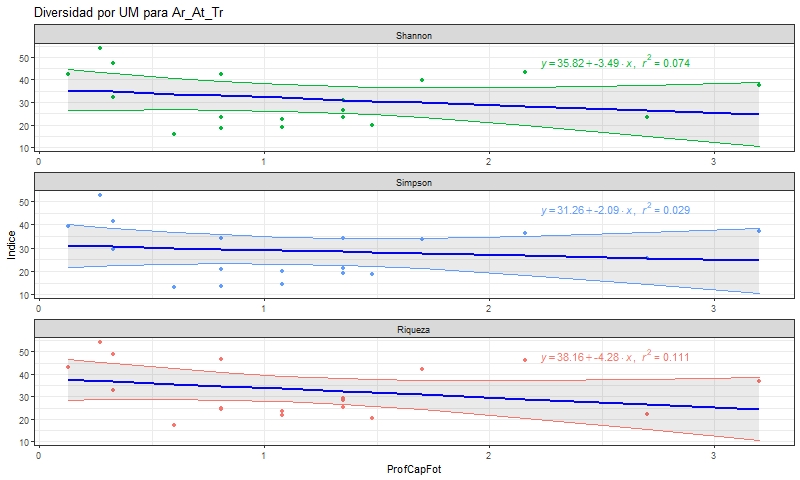 Diversidad por UM para Ar_At_Tr
Shannon
50
40
30
20
10
y = 35.82 + -3.49 · x, r² = 0.074
0 1 2 3
Simpson
50
40
30
20
10
y = 31.26 + -2.09 · x, r² = 0.029
0 1 2 3
Indice
Riqueza
50
40
30
20
10
y = 38.16 + -4.28 · x, r² = 0.111
0 1 2 3
ProfCapFot